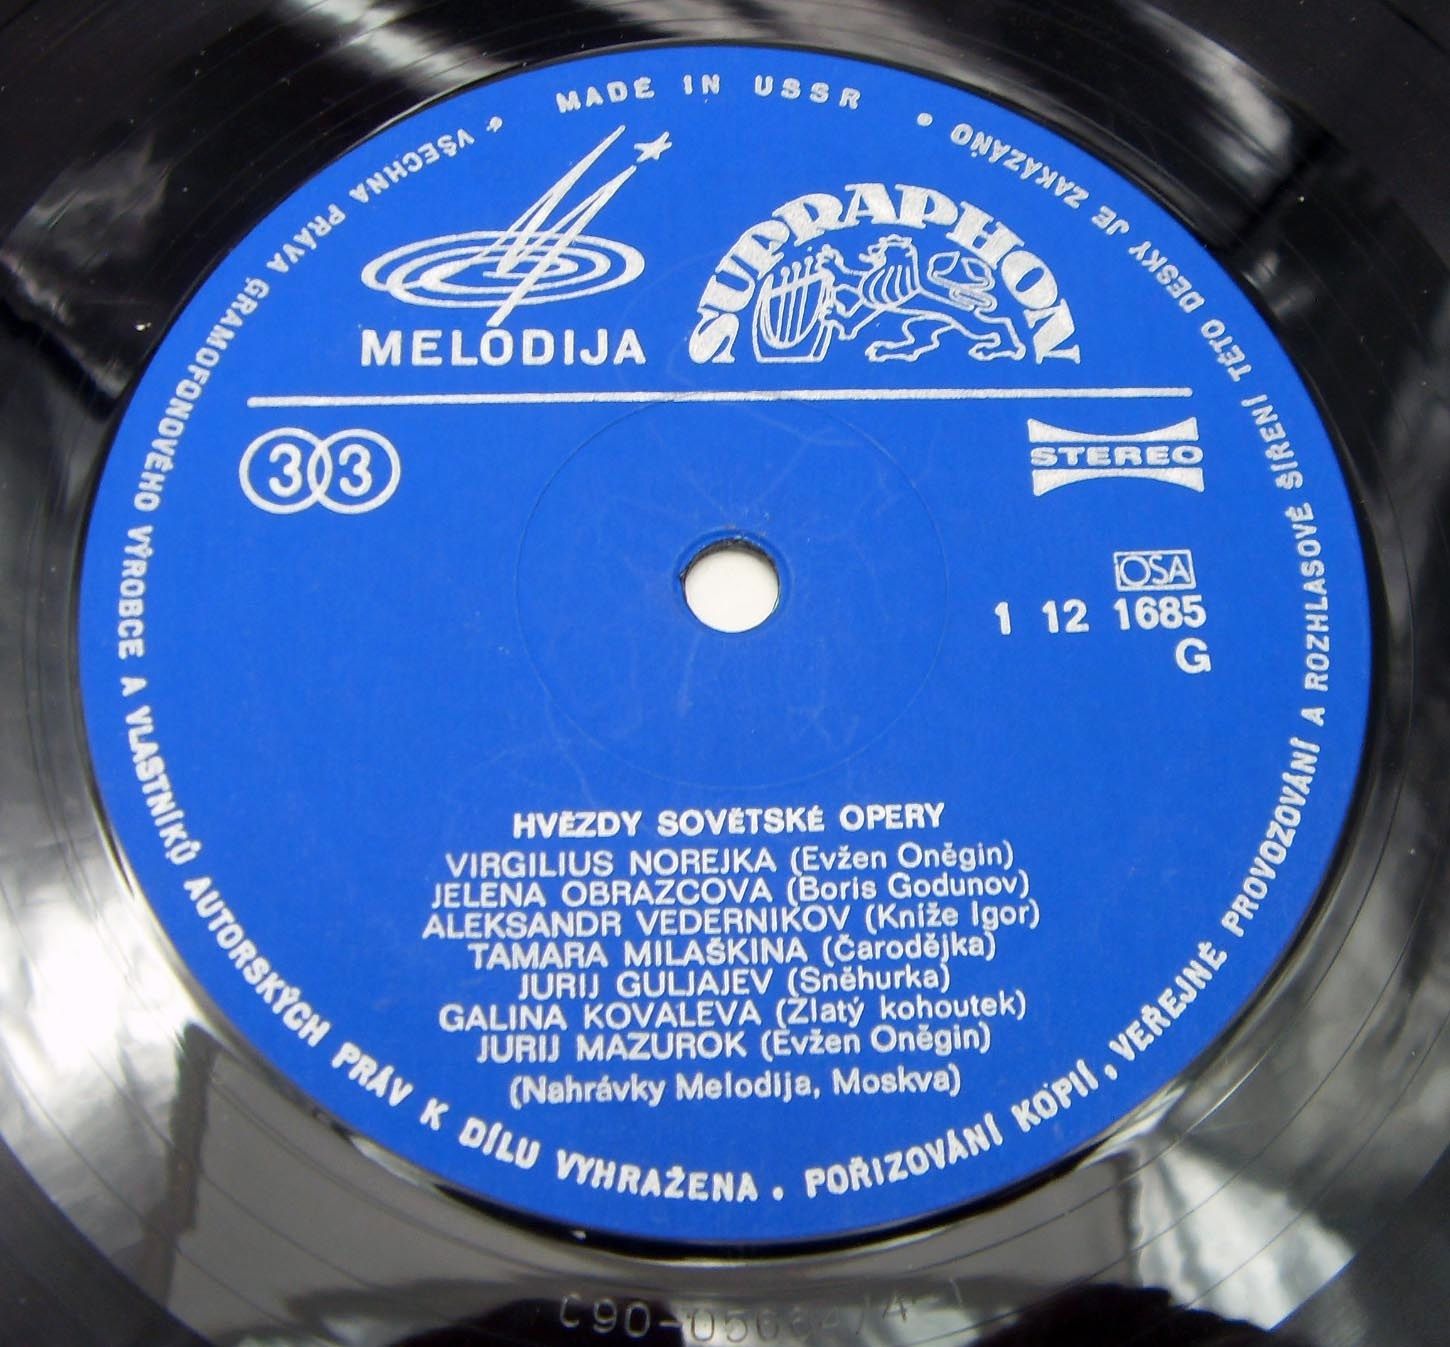 MADE IN USSR
• VŠECHNA PRÁVA GRAMOFONOVÉHO VÝROBCE A VLASTNÍKŮ AUTORSKÝCH PRÁV K DÍLU VYHRAŽENA. POŘIZOVÁNÍ KOPIÍ, VEŘEJNÉ PROVOZOVÁNÍ A ROZHLASOVÉ ŠÍŘENÍ TÉTO DESKY JE ZAKÁZÁNO •
MELODIJA
SUPRAPHON
33
STEREO
OSA
1 12 1685
G
HVĚZDY SOVĚTSKÉ OPERY
VIRGILIUS NOREJKA (Evžen Oněgin)
JELENA OBRAZCOVA (Boris Godunov)
ALEKSANDR VEDERNIKOV (Kníže Igor)
TAMARA MILAŠKINA (Čarodějka)
JURIJ GULJAJEV (Sněhurka)
GALINA KOVALEVA (Zlatý kohoutek)
JURIJ MAZUROK (Evžen Oněgin)
(Nahrávky Melodija, Moskva)